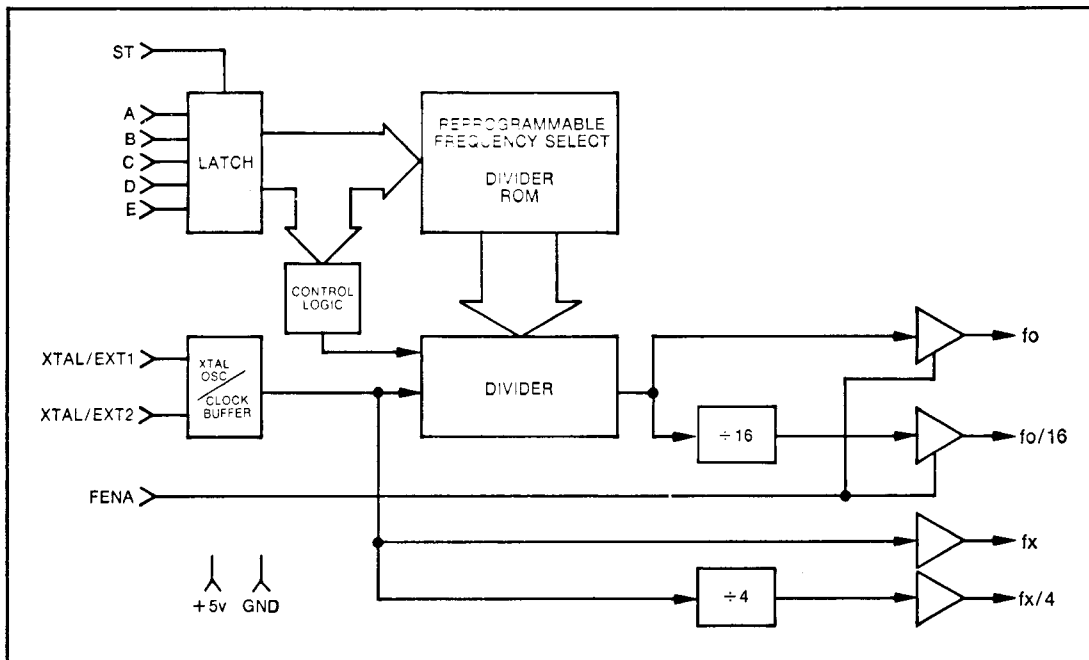 ST
A
B
C
D
E
LATCH
REPROGRAMMABLE
FREQUENCY SELECT
DIVIDER
ROM
CONTROL
LOGIC
XTAL/EXT1
XTAL/EXT2
XTAL
OSC
CLOCK
BUFFER
DIVIDER
fo
÷16
fo/16
FENA
fx
÷4
fx/4
+5v GND